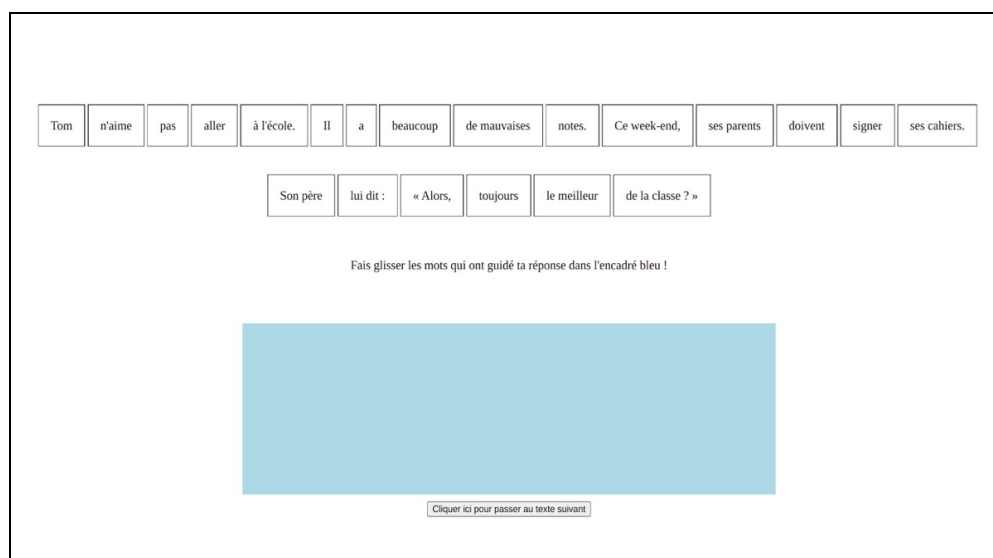 Tom n'aime pas aller à l'école. Il a beaucoup de mauvaises notes. Ce week-end, ses parents doivent signer ses cahiers.
Son père lui dit : « Alors, toujours le meilleur de la classe ? »
Fais glisser les mots qui ont guidé ta réponse dans l'encadré bleu !
Cliquer ici pour passer au texte suivant